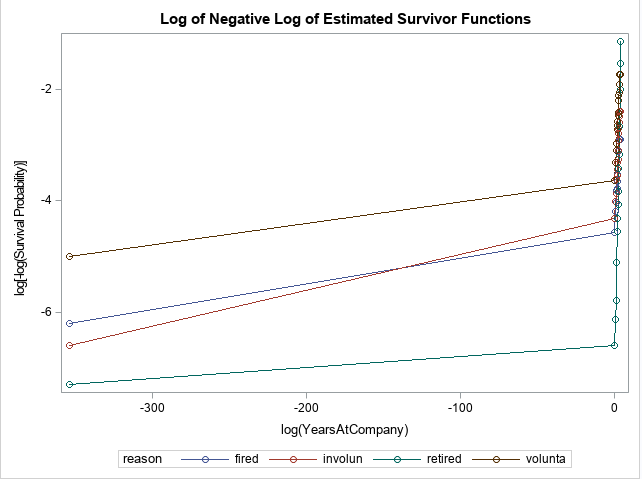 Log of Negative Log of Estimated Survivor Functions
log[-log(Survival Probability)]
-2
-4
-6
-300
-200
-100
0
log(YearsAtCompany)
reason fired involun retired volunta